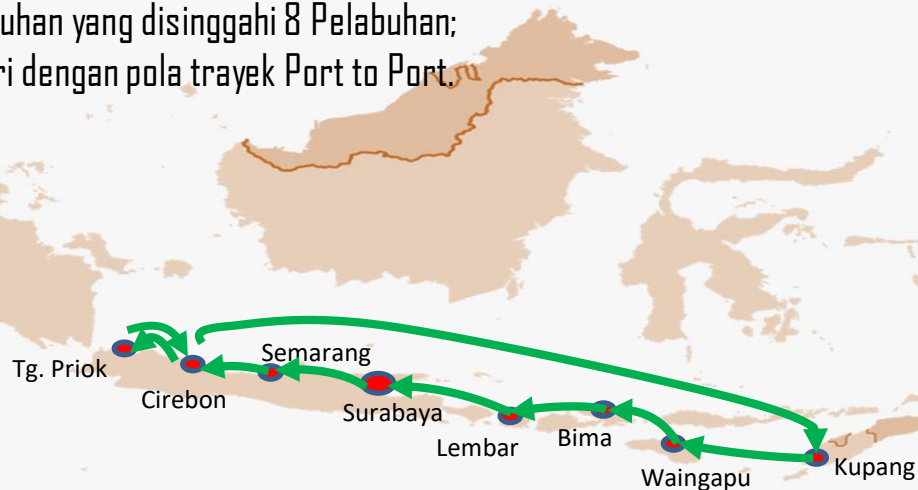 uhan yang disinggahi 8 Pelabuhan;
ri dengan pola trayek Port to Port.
Tg. Priok
Semarang
Cirebon
Surabaya
Lembar
Bima
Waingapu
Kupang